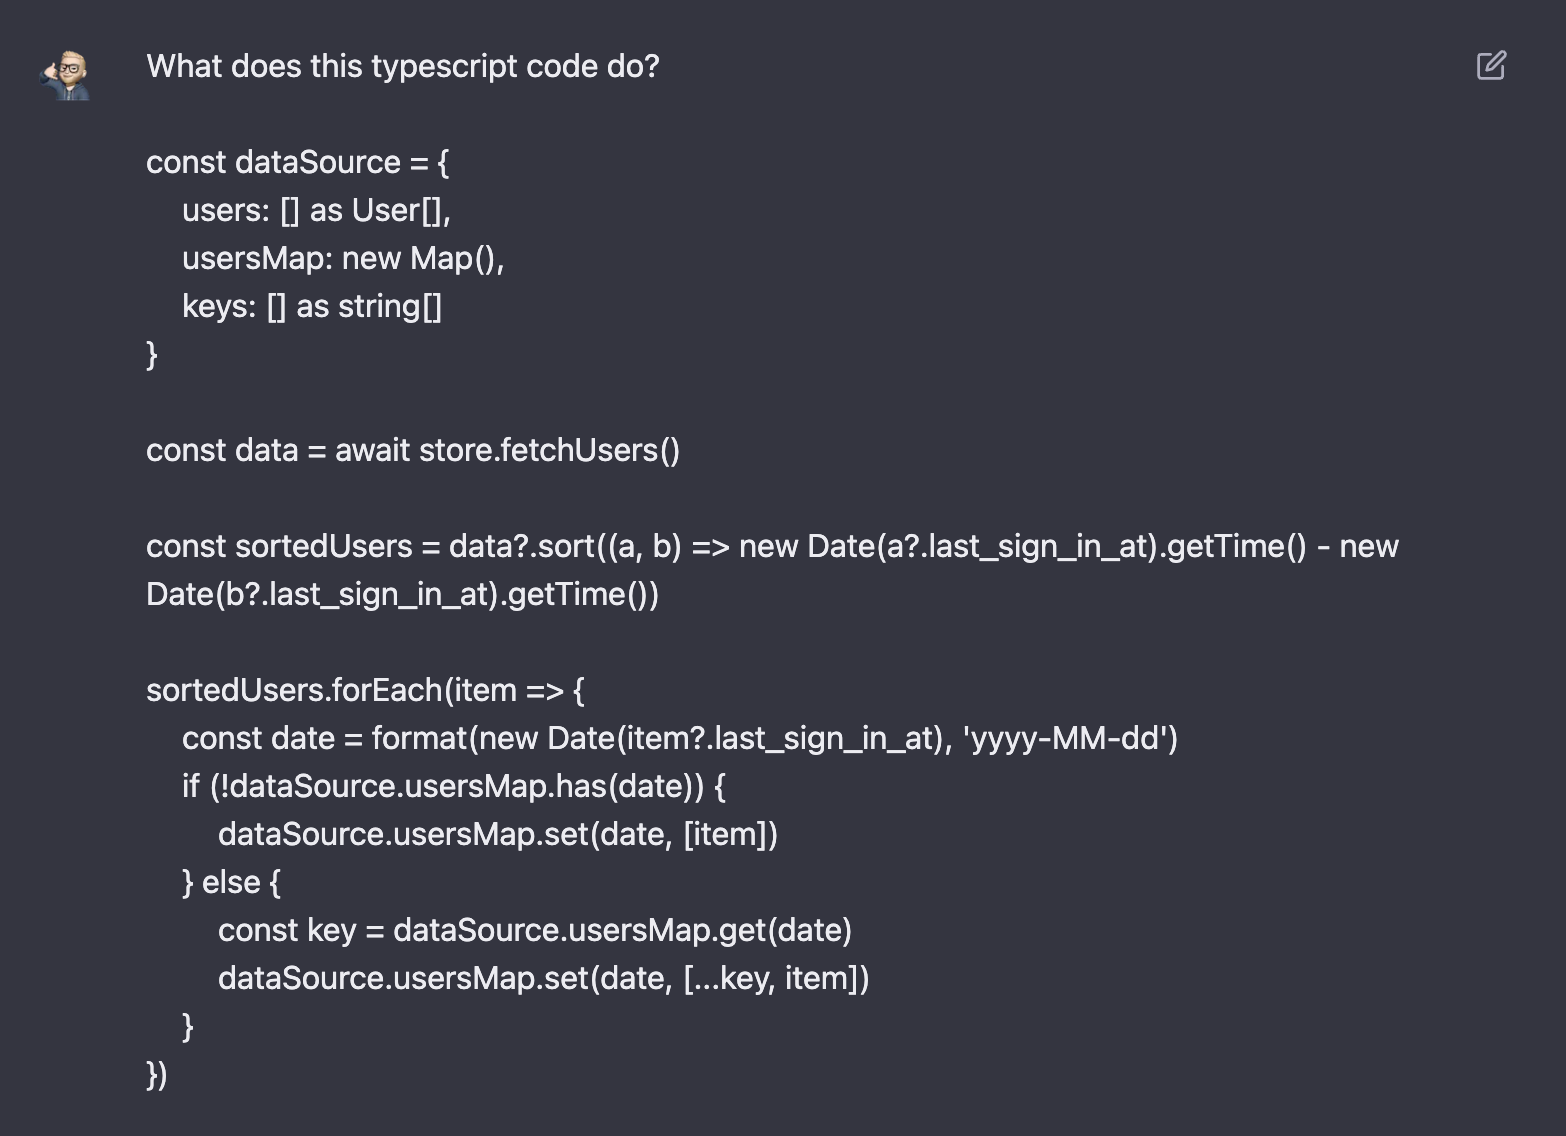 What does this typescript code do?
const dataSource = {
users: [] as User[],
usersMap: new Map(),
keys: [] as string[]
}
const data = await store.fetchUsers()
const sortedUsers = data?.sort((a, b) => new Date(a?.last_sign_in_at).getTime() - new
Date(b?.last_sign_in_at).getTime())
sortedUsers.forEach(item => {
const date = format(new Date(item?.last_sign_in_at), 'yyyy-MM-dd')
if (!dataSource.usersMap.has(date)) {
dataSource.usersMap.set(date, [item])
} else {
const key = dataSource.usersMap.get(date)
dataSource.usersMap.set(date, [...key, item])
}
})